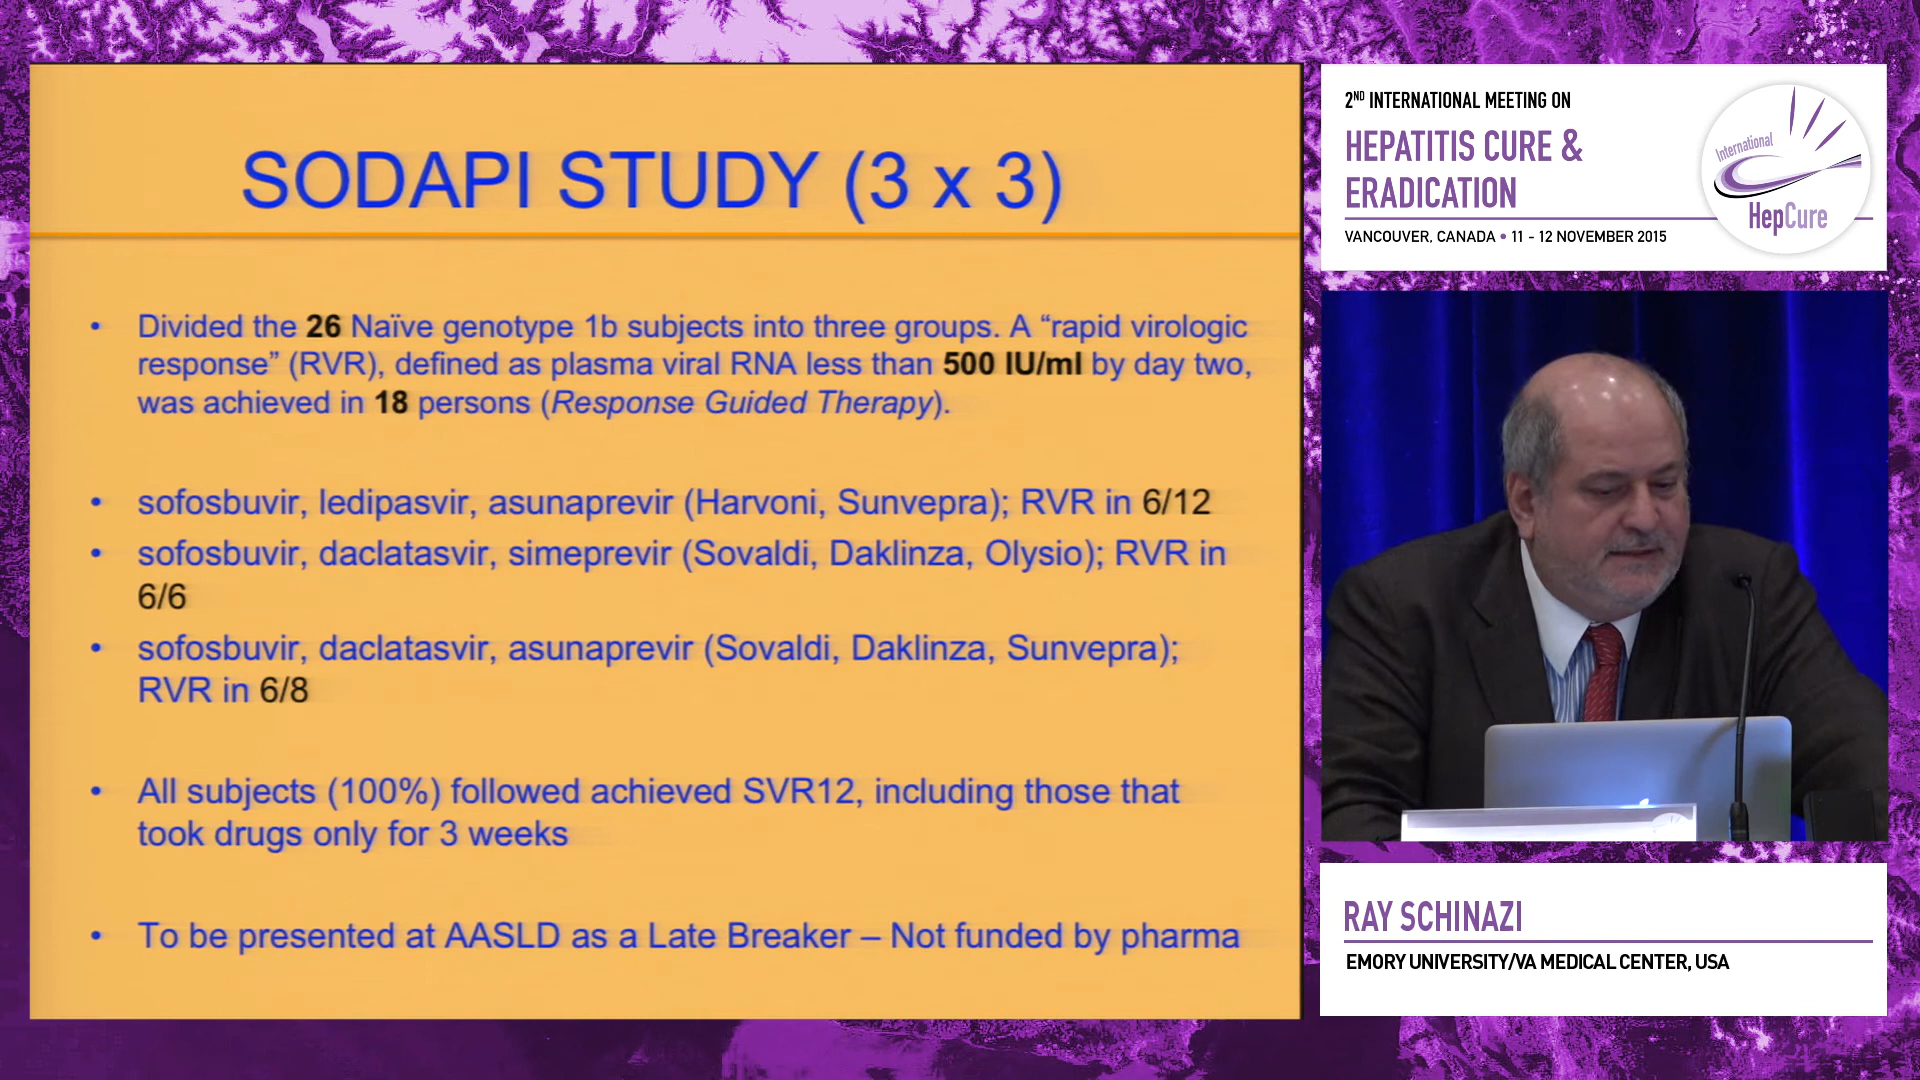 SODAPI STUDY (3 x 3)
• Divided the 26 Naïve genotype 1b subjects into three groups. A “rapid virologic
response” (RVR), defined as plasma viral RNA less than 500 IU/ml by day two,
was achieved in 18 persons (Response Guided Therapy).
• sofosbuvir, ledipasvir, asunaprevir (Harvoni, Sunvepra); RVR in 6/12
• sofosbuvir, daclatasvir, simeprevir (Sovaldi, Daklinza, Olysio); RVR in
6/6
• sofosbuvir, daclatasvir, asunaprevir (Sovaldi, Daklinza, Sunvepra);
RVR in 6/8
• All subjects (100%) followed achieved SVR12, including those that
took drugs only for 3 weeks
• To be presented at AASLD as a Late Breaker – Not funded by pharma
2ND INTERNATIONAL MEETING ON
HEPATITIS CURE &
ERADICATION
VANCOUVER, CANADA • 11 - 12 NOVEMBER 2015
International
HepCure
RAY SCHINAZI
EMORY UNIVERSITY/VA MEDICAL CENTER, USA